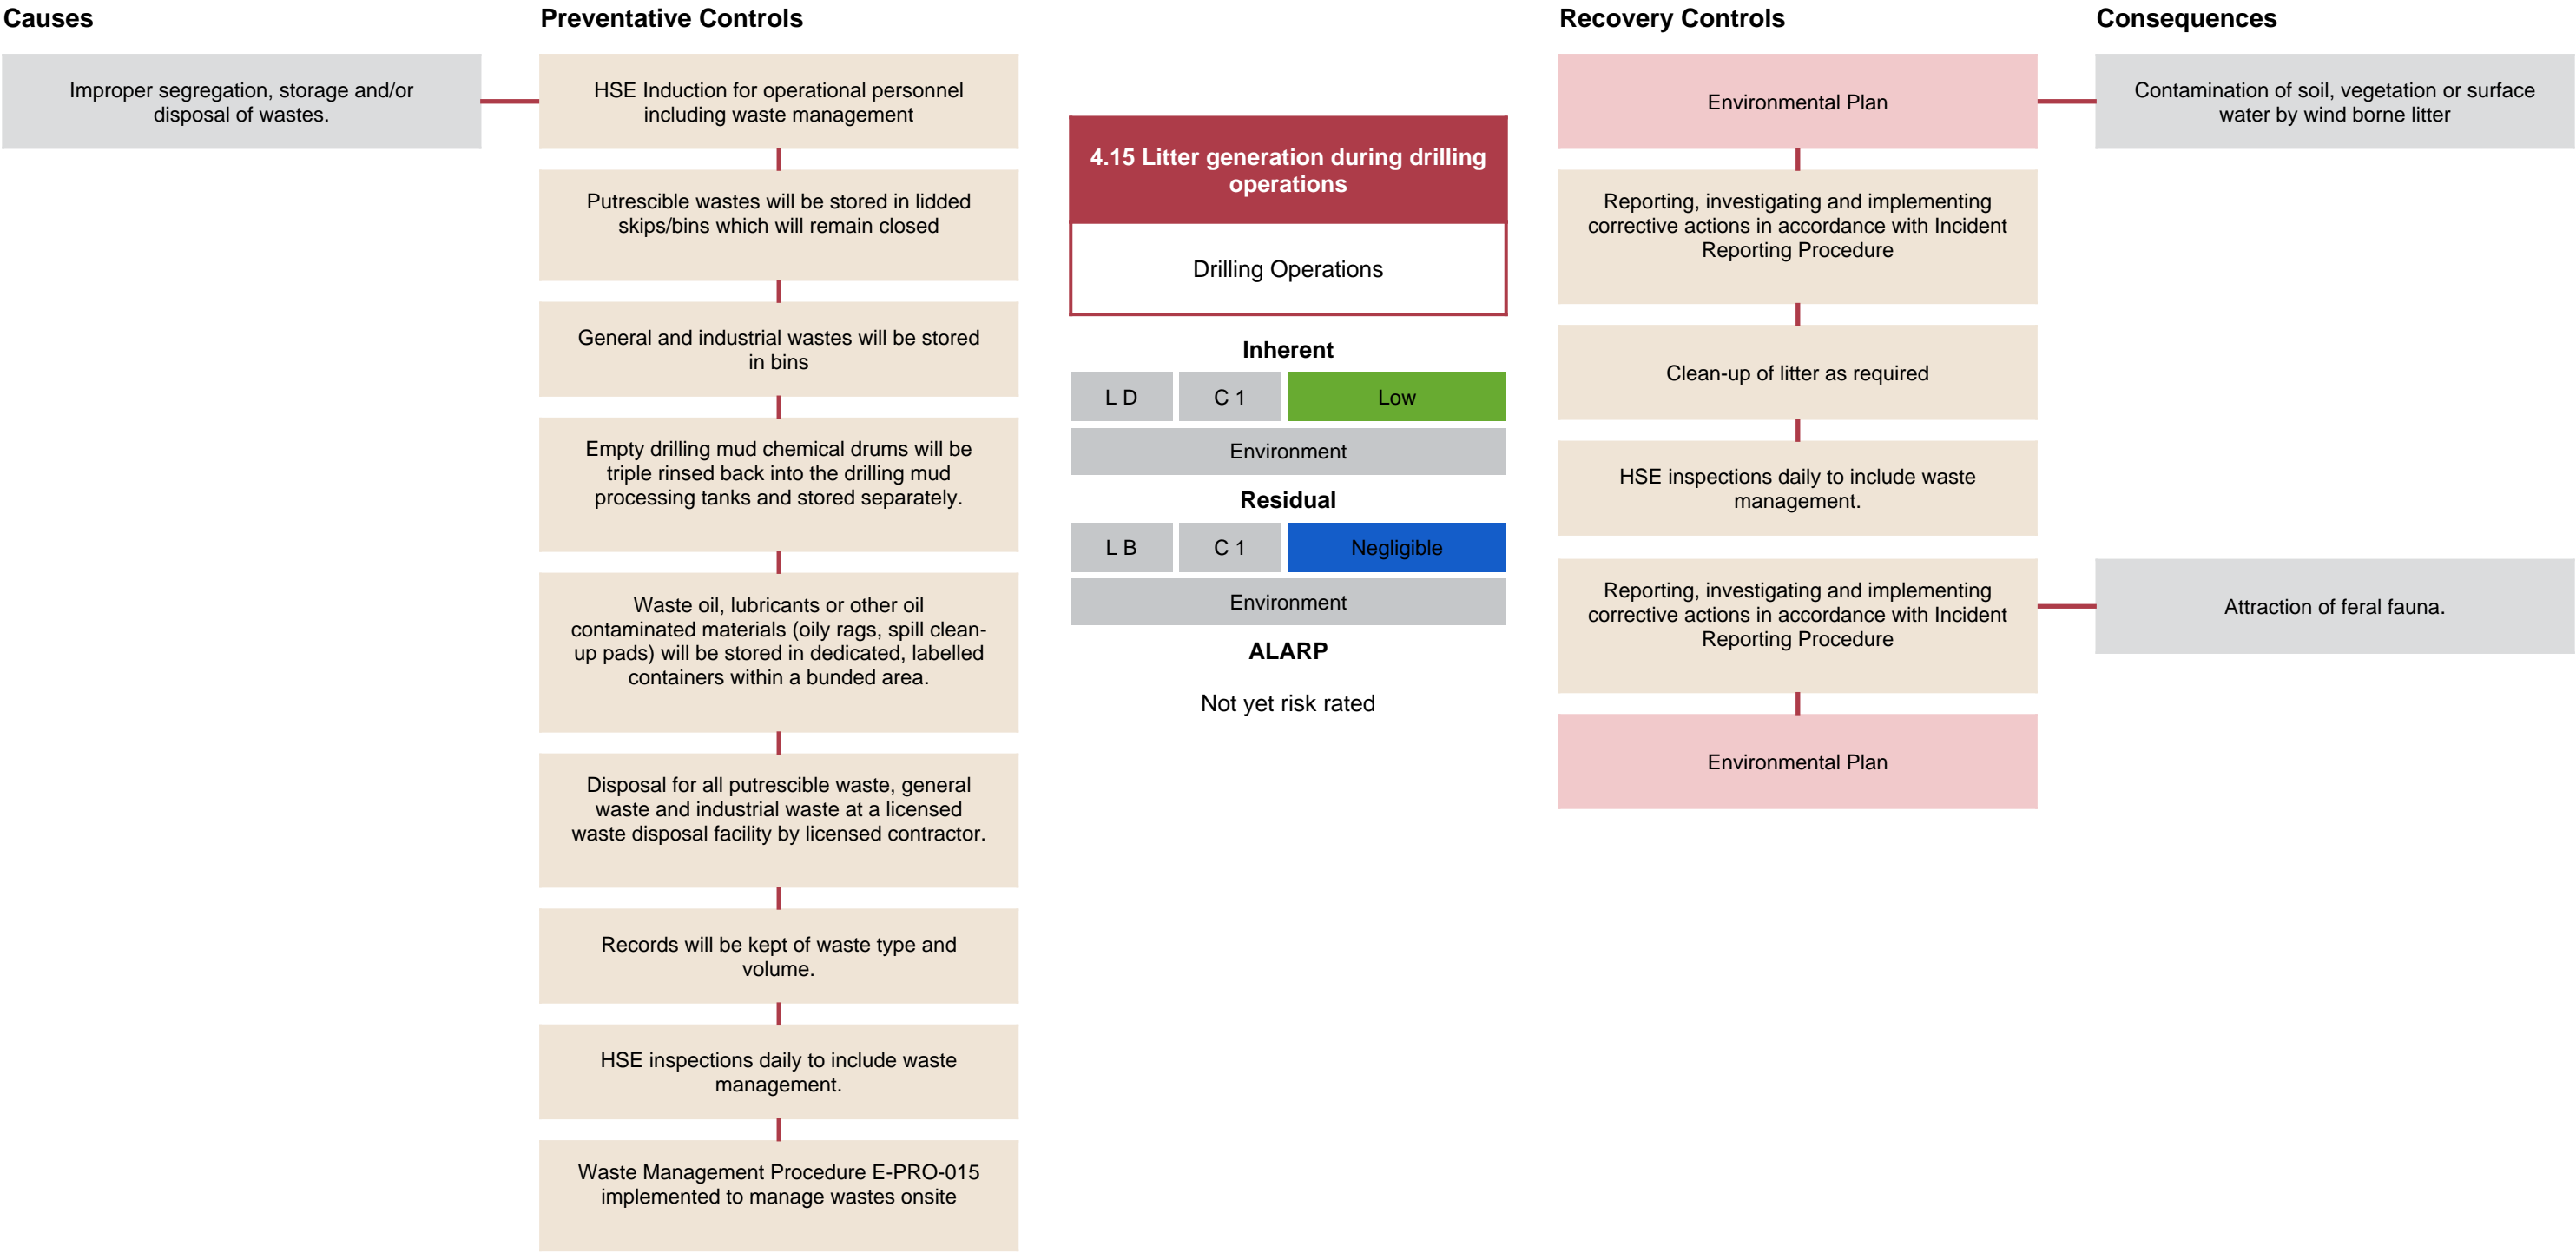 Causes
Improper segregation, storage and/or
disposal of wastes.
Preventative Controls
HSE Induction for operational personnel
including waste management
Putrescible wastes will be stored in lidded
skips/bins which will remain closed
General and industrial wastes will be stored
in bins
Empty drilling mud chemical drums will be
triple rinsed back into the drilling mud
processing tanks and stored separately.
Waste oil, lubricants or other oil
contaminated materials (oily rags, spill clean-
up pads) will be stored in dedicated, labelled
containers within a bunded area.
Disposal for all putrescible waste, general
waste and industrial waste at a licensed
waste disposal facility by licensed contractor.
Records will be kept of waste type and
volume.
HSE inspections daily to include waste
management.
Waste Management Procedure E-PRO-015
implemented to manage wastes onsite
4.15 Litter generation during drilling
operations
Drilling Operations
Inherent
L D C 1 Low
Environment
Residual
L B C 1 Negligible
Environment
ALARP
Not yet risk rated
Recovery Controls
Environmental Plan
Reporting, investigating and implementing
corrective actions in accordance with Incident
Reporting Procedure
Clean-up of litter as required
HSE inspections daily to include waste
management.
Reporting, investigating and implementing
corrective actions in accordance with Incident
Reporting Procedure
Environmental Plan
Consequences
Contamination of soil, vegetation or surface
water by wind borne litter
Attraction of feral fauna.